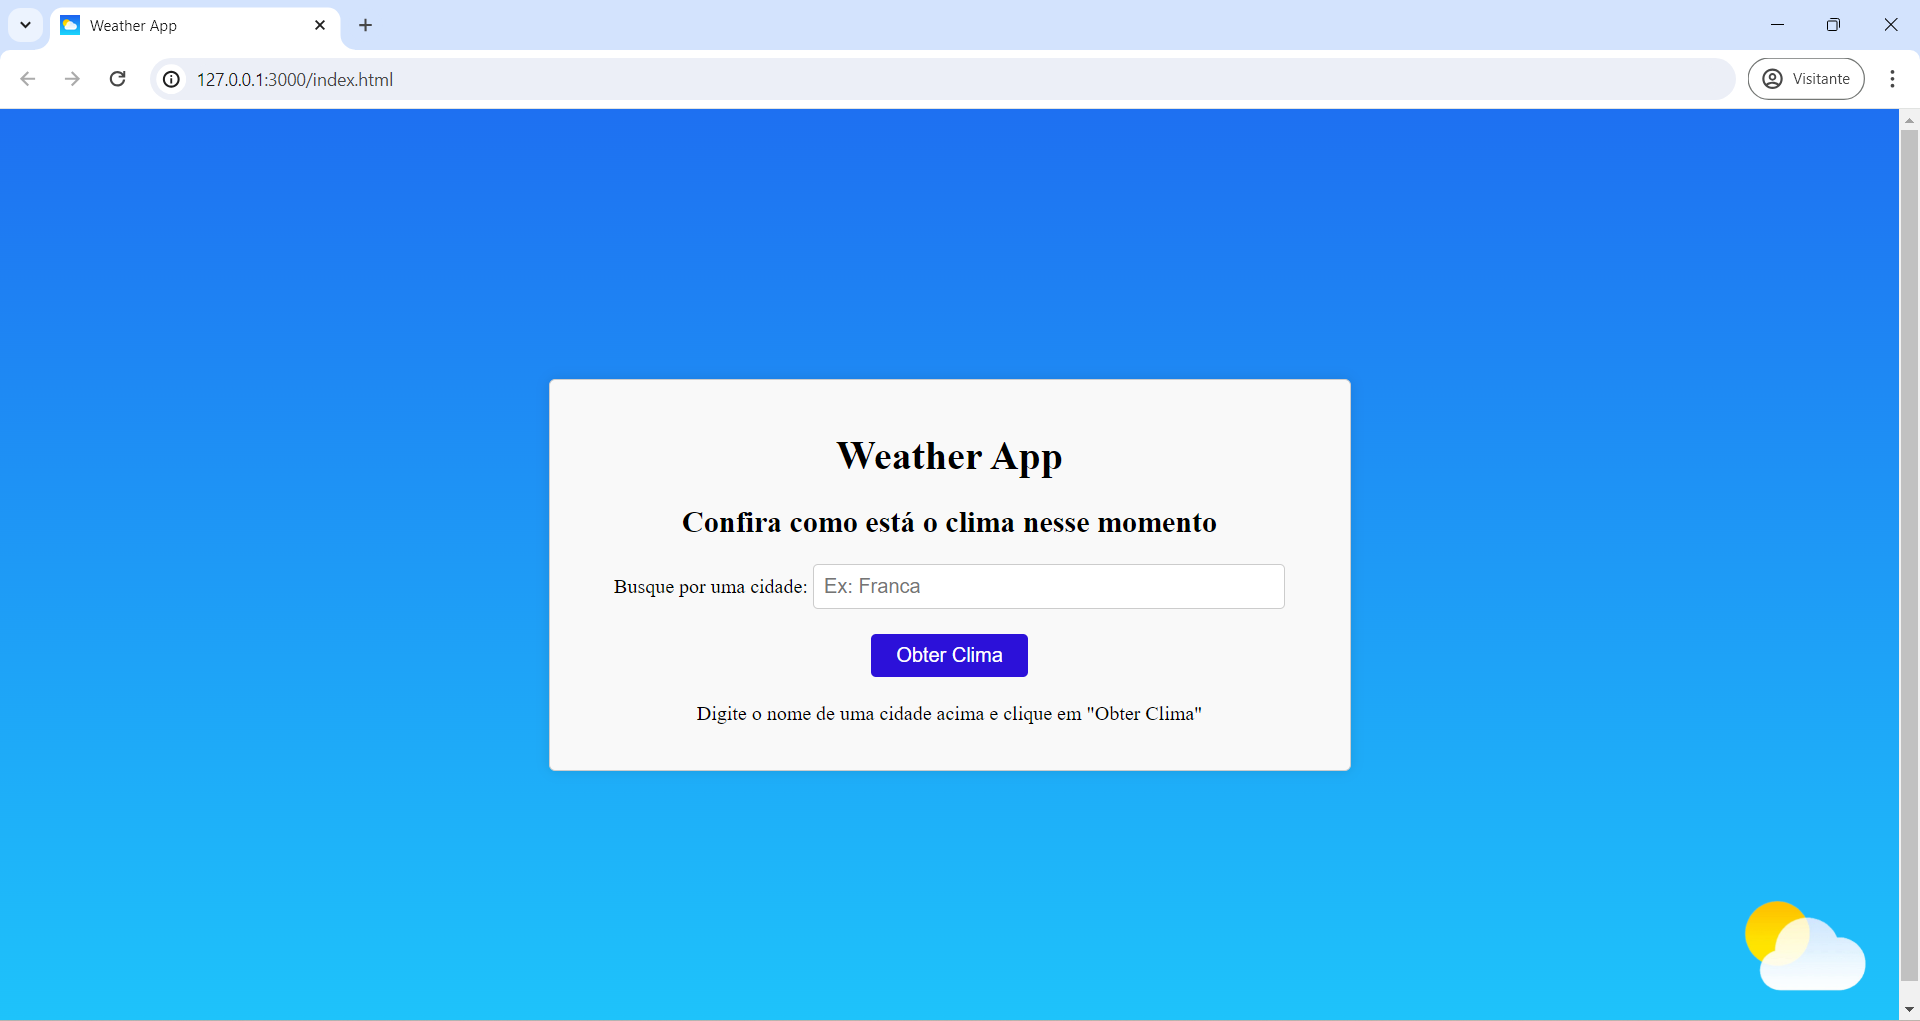 Weather App
127.0.0.1:3000/index.html
Visitante
Weather App
Confira como está o clima nesse momento
Busque por uma cidade: Ex: Franca
Obter Clima
Digite o nome de uma cidade acima e clique em "Obter Clima"